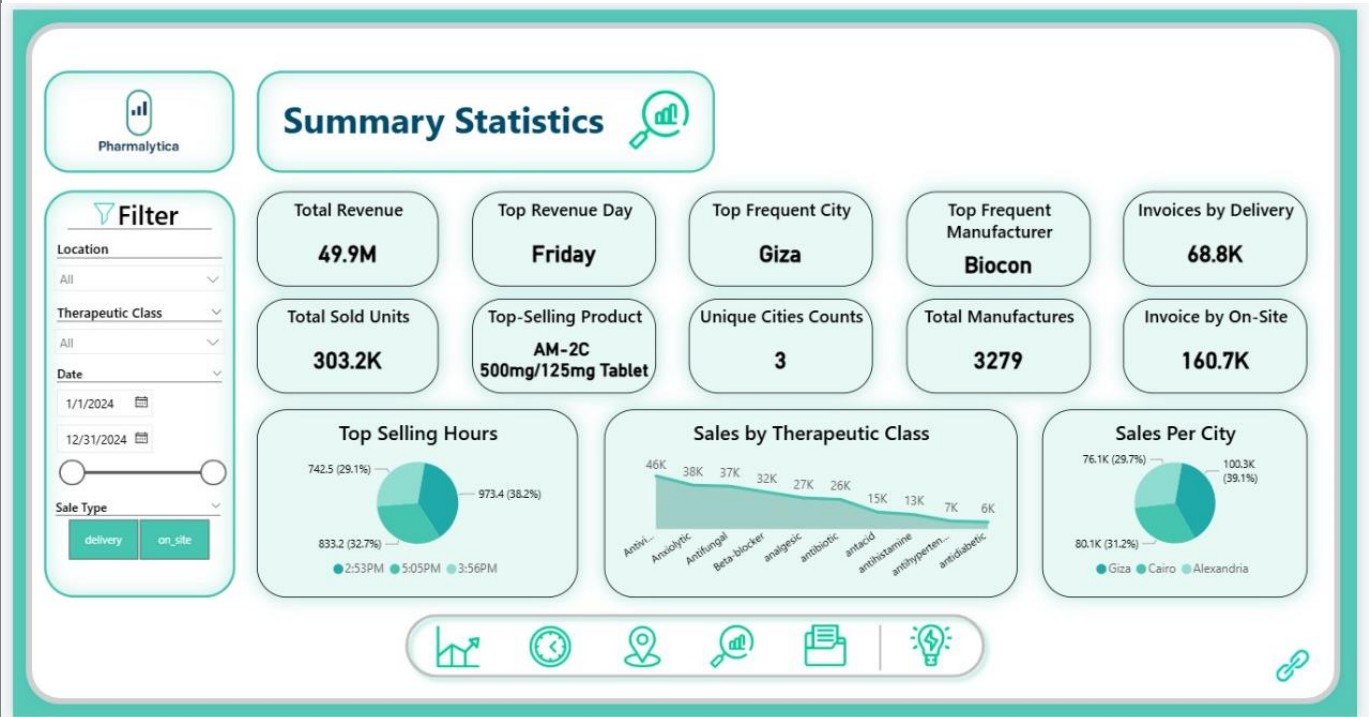 Pharmalytica
Summary Statistics
Filter
Location
All
Therapeutic Class
All
Date
1/1/2024
12/31/2024
Sale Type
delivery
on_site
Total Revenue
49.9M
Top Revenue Day
Friday
Top Frequent City
Giza
Top Frequent
Manufacturer
Biocon
Invoices by Delivery
68.8K
Total Sold Units
303.2K
Top-Selling Product
AM-2C
500mg/125mg Tablet
Unique Cities Counts
3
Total Manufactures
3279
Invoice by On-Site
160.7K
Top Selling Hours
742.5 (29.1%)
973.4 (38.2%)
833.2 (32.7%)
2:53PM 5:05PM 3:56PM
Sales by Therapeutic Class
46K 38K 37K 32K 27K 26K 15K 13K 7K 6K
Antivi... Anxiolytic Antifungal Beta-blocker analgesic antibiotic antacid antihistamine antihyperten... antidiabetic
Sales Per City
76.1K (29.7%)
100.3K
(39.1%)
80.1K (31.2%)
Giza Cairo Alexandria